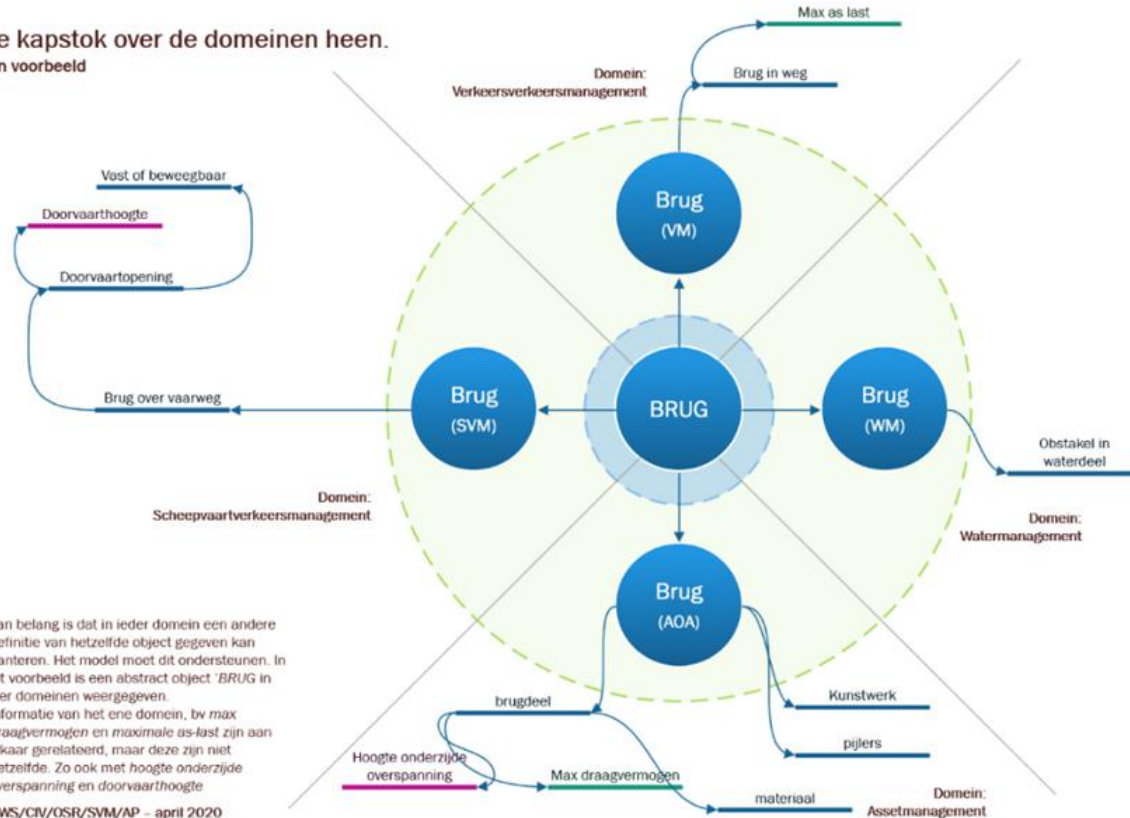 e kapstok over de domeinen heen.
n voorbeeld
Max as last
Domein:
Verkeersverkeersmanagement
Brug in weg
Vast of beweegbaar
Doorvaarthoogte
Doorvaartopening
Brug over vaarweg
Brug
(VM)
Brug
(SVM)
BRUG
Brug
(WM)
Obstakel in
waterdeel
Domein:
Scheepvaartverkeersmanagement
Domein:
Watermanagement
Brug
(AOA)
an belang is dat in ieder domein een andere
efinitie van hetzelfde object gegeven kan
anteren. Het model moet dit ondersteunen. In
t voorbeeld is een abstract object `BRUG in
er domeinen weergegeven.
formatie van het ene domein, bv max
raagvermogen en maximale as-last zijn aan
kaar gerelateerd, maar deze zijn niet
etzelfde. Zo ook met hoogte onderzijde
verspanning en doorvaarthoogte
WS/CIV/OSR/SVM/AP – april 2020
brugdeel
Kunstwerk
pijlers
Hoogte onderzijde
overspanning
Max draagvermogen
materiaal
Domein:
Assetmanagement